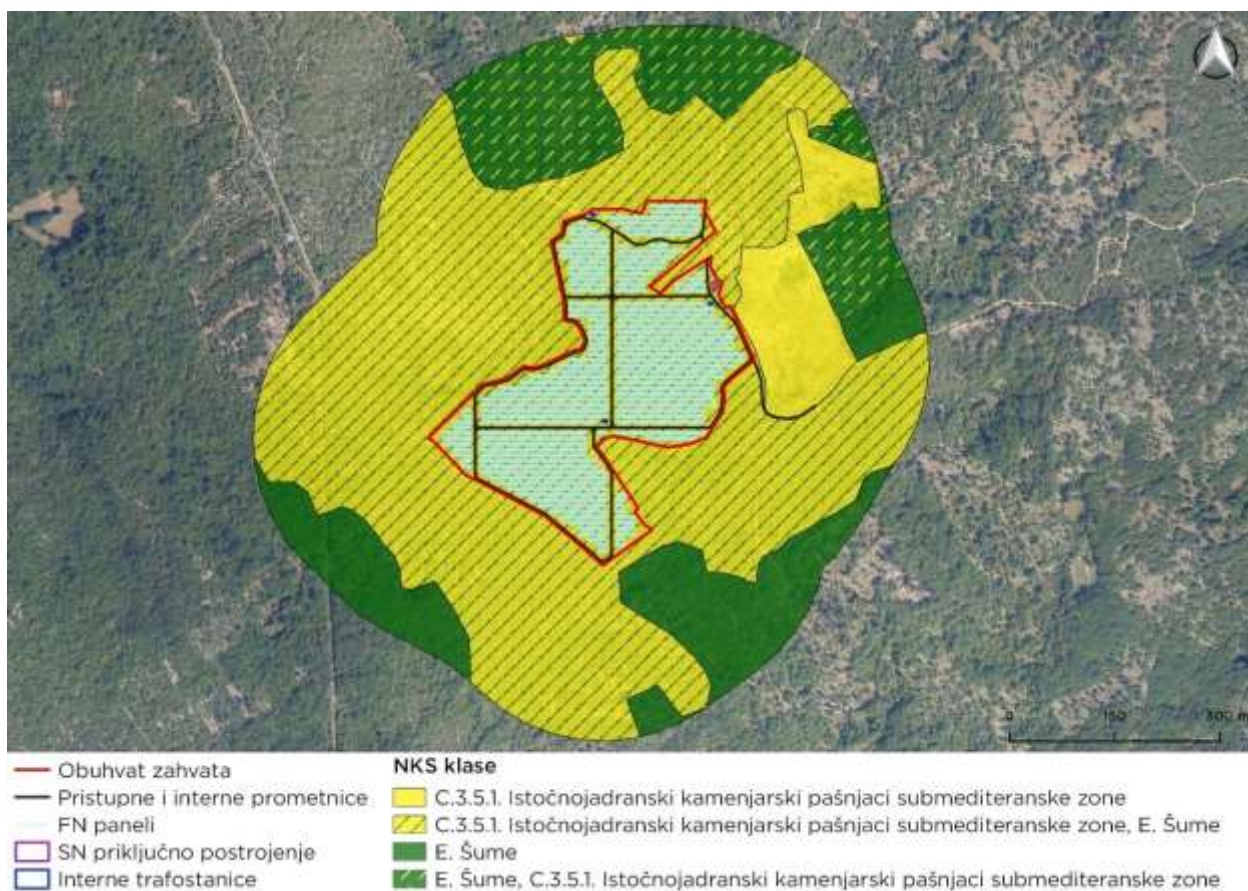 0 150 300 m
Obuhvat zahvata
Pristupne i interne prometnice
FN paneli
SN priključno postrojenje
Interne trafostanice
NKS klase
C.3.5.1. Istočnojadranski kamenjarski pašnjaci submediteranske zone
C.3.5.1. Istočnojadranski kamenjarski pašnjaci submediteranske zone, E. Šume
E. Šume
E. Šume, C.3.5.1. Istočnojadranski kamenjarski pašnjaci submediteranske zone